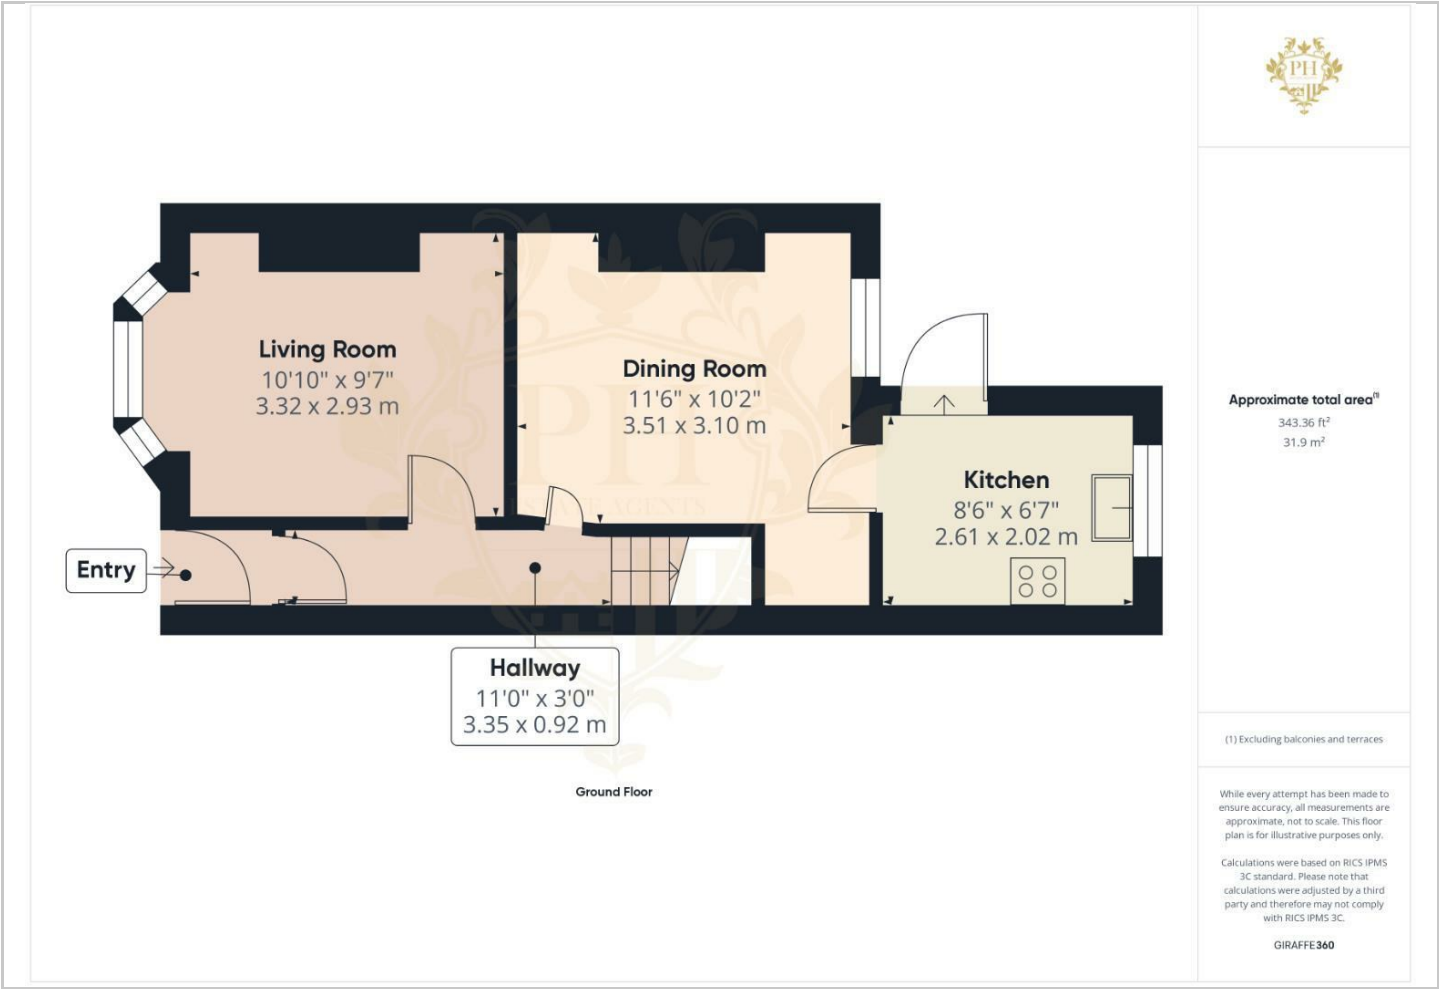 PH
Living Room
10'10" x 9'7"
3.32 x 2.93 m
Dining Room
11'6" x 10'2"
3.51 x 3.10 m
Kitchen
8'6" x 6'7"
2.61 x 2.02 m
PH
ESTATE AGENTS
Entry
Hallway
11'0" x 3'0"
3.35 x 0.92 m
Ground Floor
Approximate total area(1)
343.36 ft²
31.9 m²
(1) Excluding balconies and terraces
While every attempt has been made to
ensure accuracy, all measurements are
approximate, not to scale. This floor
plan is for illustrative purposes only.
Calculations were based on RICS IPMS
3C standard. Please note that
calculations were adjusted by a third
party and therefore may not comply
with RICS IPMS 3C.
GIRAFFE360